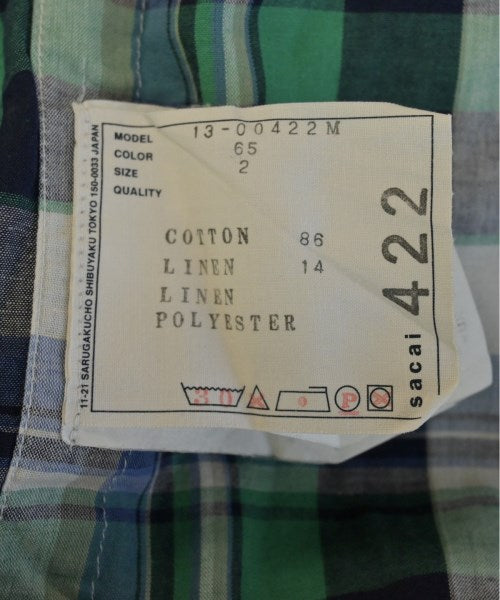 MODEL 13-00422M
COLOR 65
SIZE 2
QUALITY
COTTON 86
LINEN 14
LINEN
POLYESTER
30 P
sacai 422
11-21 SARUGAKUCHO SHIBUYAKU TOKYO 150-0033 JAPAN